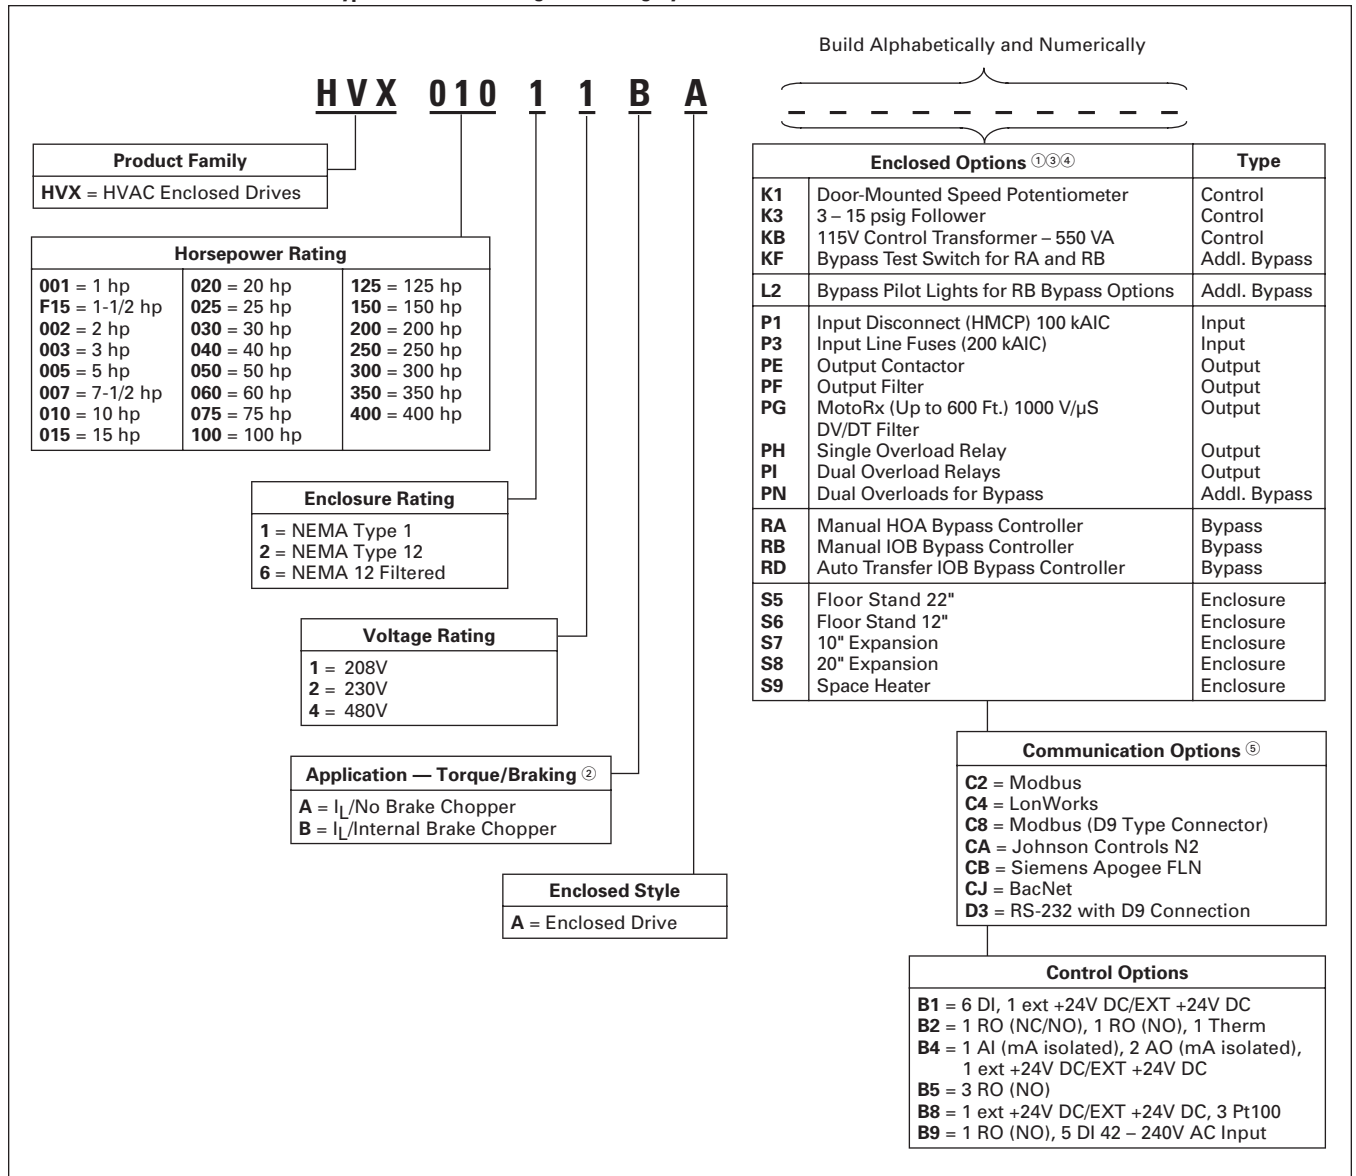 Build Alphabetically and Numerically
HVX 010 1 1 B A
Product Family
HVX = HVAC Enclosed Drives
Horsepower Rating
001 = 1 hp
F15 = 1-1/2 hp
002 = 2 hp
003 = 3 hp
005 = 5 hp
007 = 7-1/2 hp
010 = 10 hp
015 = 15 hp
020 = 20 hp
025 = 25 hp
030 = 30 hp
040 = 40 hp
050 = 50 hp
060 = 60 hp
075 = 75 hp
100 = 100 hp
125 = 125 hp
150 = 150 hp
200 = 200 hp
250 = 250 hp
300 = 300 hp
350 = 350 hp
400 = 400 hp
Enclosure Rating
1 = NEMA Type 1
2 = NEMA Type 12
6 = NEMA 12 Filtered
Voltage Rating
1 = 208V
2 = 230V
4 = 480V
Application — Torque/Braking ②
A = IL/No Brake Chopper
B = IL/Internal Brake Chopper
Enclosed Style
A = Enclosed Drive
Enclosed Options ①③④ Type
K1 Door-Mounted Speed Potentiometer Control
K3 3 – 15 psig Follower Control
KB 115V Control Transformer – 550 VA Control
KF Bypass Test Switch for RA and RB Addl. Bypass
L2 Bypass Pilot Lights for RB Bypass Options Addl. Bypass
P1 Input Disconnect (HMCP) 100 kAIC Input
P3 Input Line Fuses (200 kAIC) Input
PE Output Contactor Output
PF Output Filter Output
PG MotoRx (Up to 600 Ft.) 1000 V/µS Output
DV/DT Filter
PH Single Overload Relay Output
PI Dual Overload Relays Output
PN Dual Overloads for Bypass Addl. Bypass
RA Manual HOA Bypass Controller Bypass
RB Manual IOB Bypass Controller Bypass
RD Auto Transfer IOB Bypass Controller Bypass
S5 Floor Stand 22" Enclosure
S6 Floor Stand 12" Enclosure
S7 10" Expansion Enclosure
S8 20" Expansion Enclosure
S9 Space Heater Enclosure
Communication Options ⑤
C2 = Modbus
C4 = LonWorks
C8 = Modbus (D9 Type Connector)
CA = Johnson Controls N2
CB = Siemens Apogee FLN
CJ = BacNet
D3 = RS-232 with D9 Connection
Control Options
B1 = 6 DI, 1 ext +24V DC/EXT +24V DC
B2 = 1 RO (NC/NO), 1 RO (NO), 1 Therm
B4 = 1 AI (mA isolated), 2 AO (mA isolated),
1 ext +24V DC/EXT +24V DC
B5 = 3 RO (NO)
B8 = 1 ext +24V DC/EXT +24V DC, 3 Pt100
B9 = 1 RO (NO), 5 DI 42 – 240V AC Input